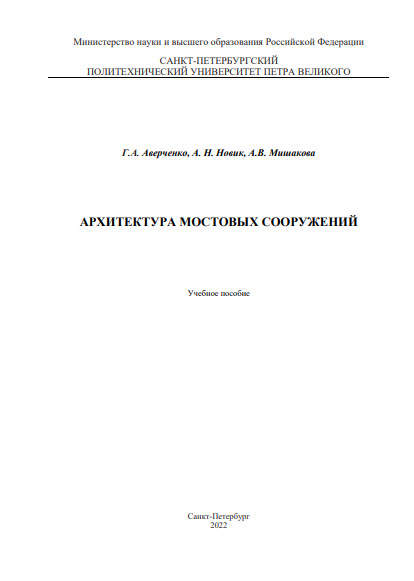 Министерство науки и высшего образования Российской Федерации
САНКТ-ПЕТЕРБУРГСКИЙ
ПОЛИТЕХНИЧЕСКИЙ УНИВЕРСИТЕТ ПЕТРА ВЕЛИКОГО
Г.А. Аверченко, А. Н. Новик, А.В. Мишакова
АРХИТЕКТУРА МОСТОВЫХ СООРУЖЕНИЙ
Учебное пособие
Санкт-Петербург
2022